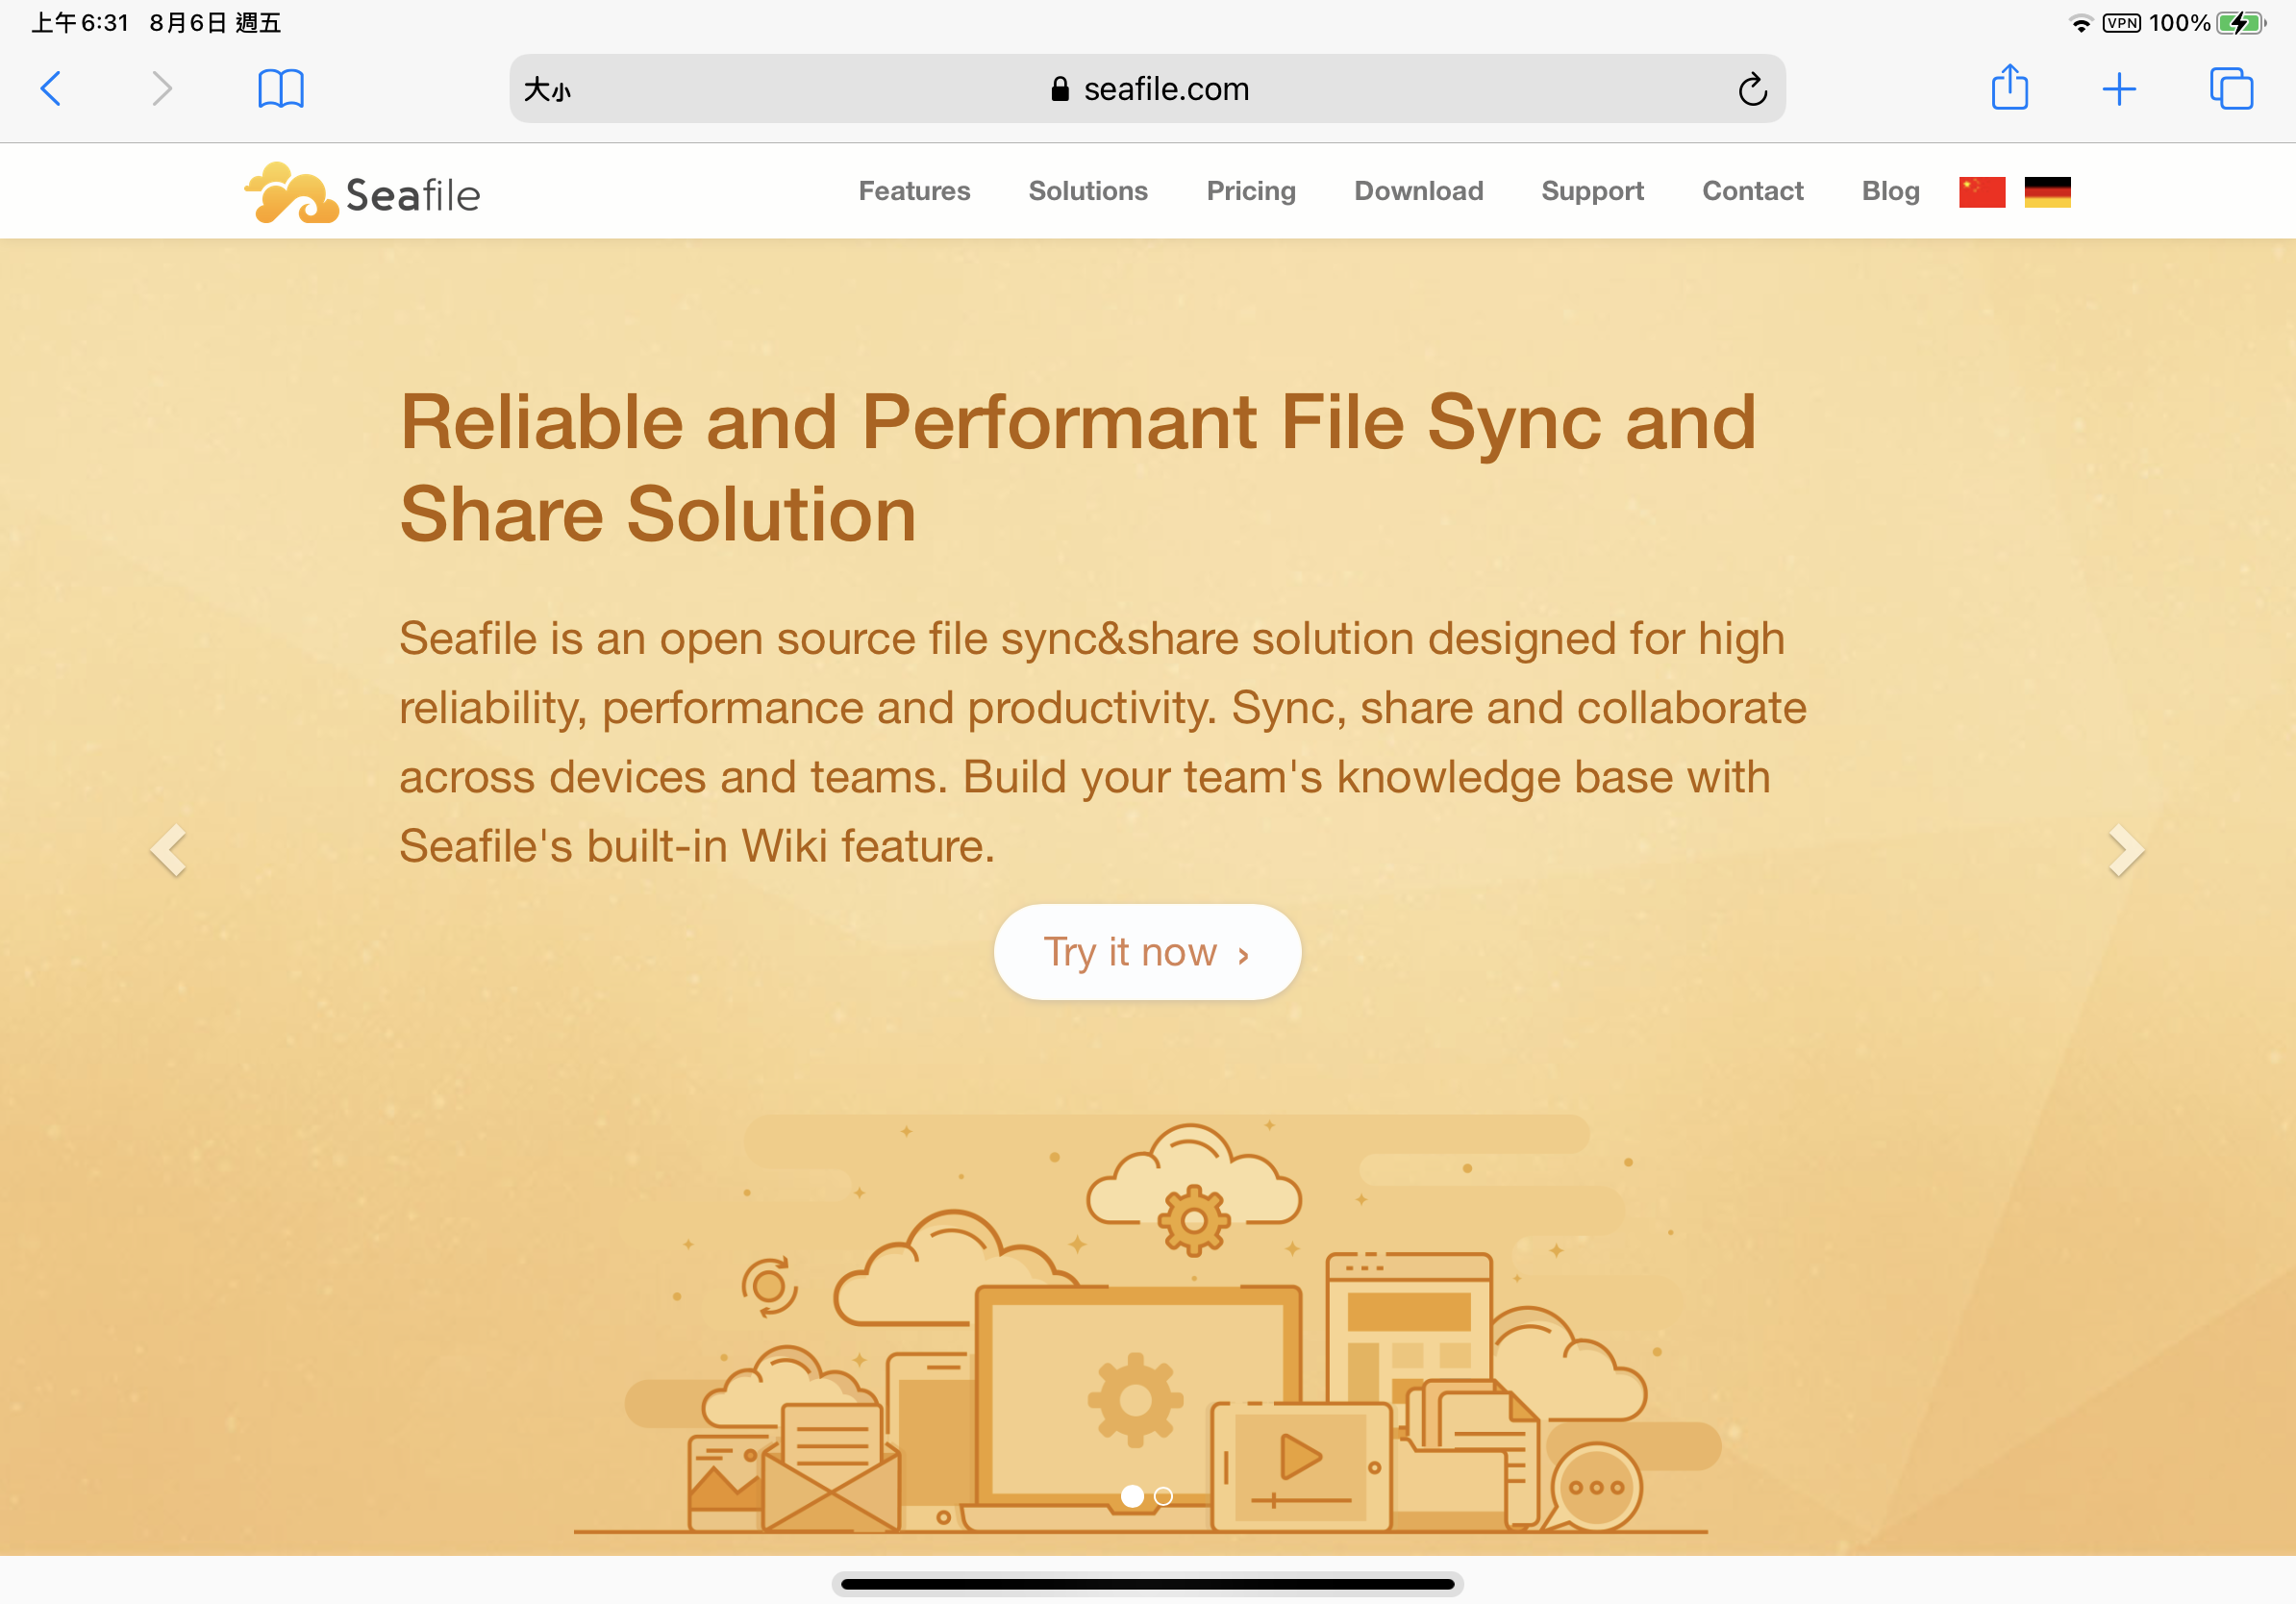 上午6:31 8月6日 週五
VPN 100%
大小 seafile.com
Seafile Features Solutions Pricing Download Support Contact Blog
Reliable and Performant File Sync and
Share Solution
Seafile is an open source file sync&share solution designed for high
reliability, performance and productivity. Sync, share and collaborate
across devices and teams. Build your team's knowledge base with
Seafile's built-in Wiki feature.
Try it now ›